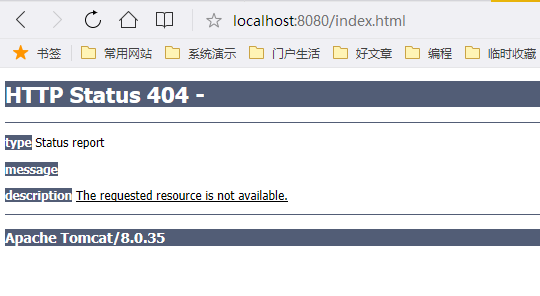 localhost:8080/index.html
书签 常用网站 系统演示 门户生活 好文章 编程 临时收藏
HTTP Status 404 -
type Status report
message
description The requested resource is not available.
Apache Tomcat/8.0.35